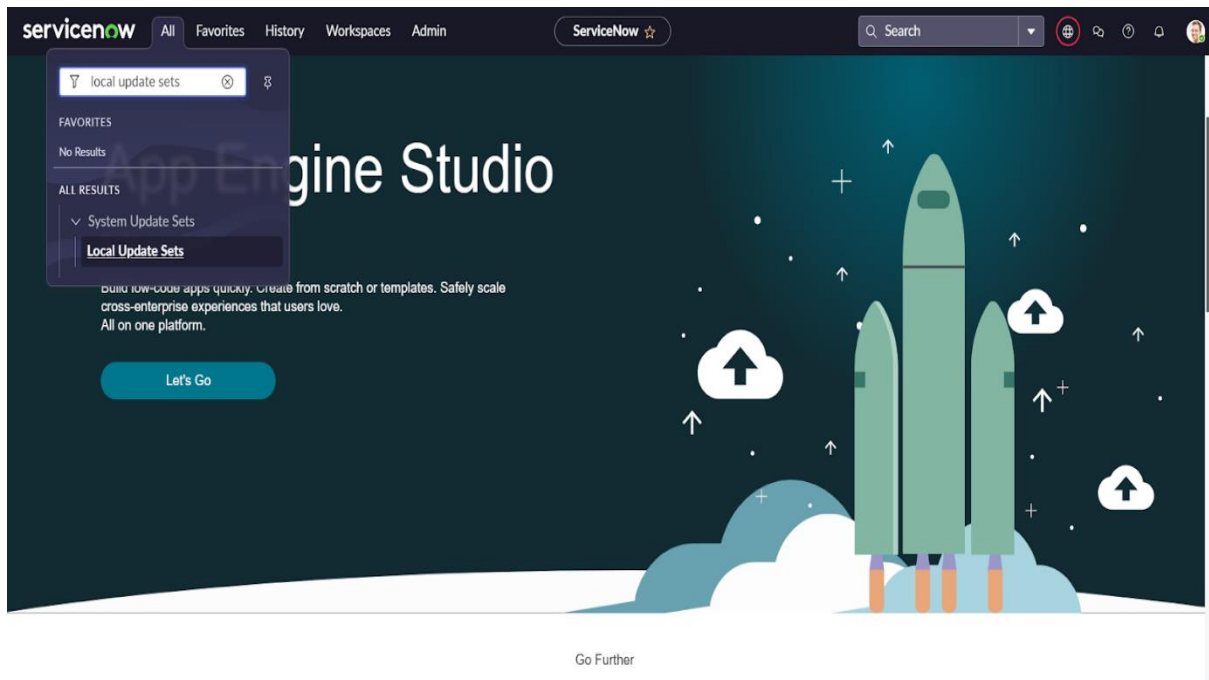 servicenow All Favorites History Workspaces Admin ServiceNow Search
local update sets
FAVORITES
No Results
App Engine Studio
ALL RESULTS
System Update Sets
Local Update Sets
Build low-code apps quickly. Create from scratch or templates. Safely scale
cross-enterprise experiences that users love.
All on one platform.
Let's Go
Go Further